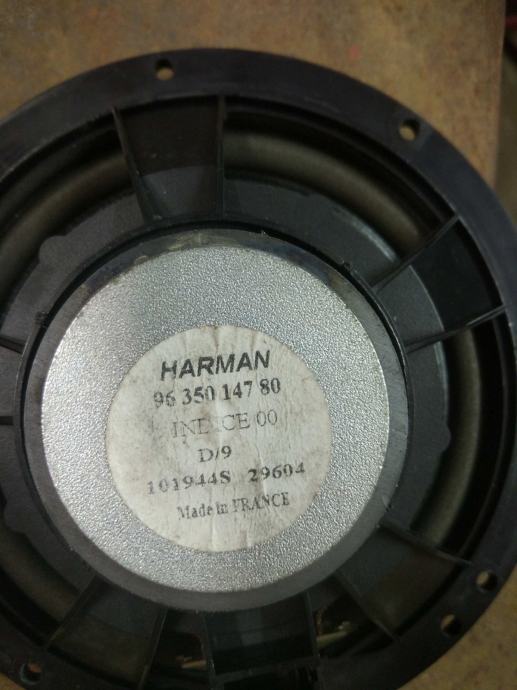 HARMAN
96 350 147 80
INDICE 00
D/9
101944S 29604
Made in FRANCE